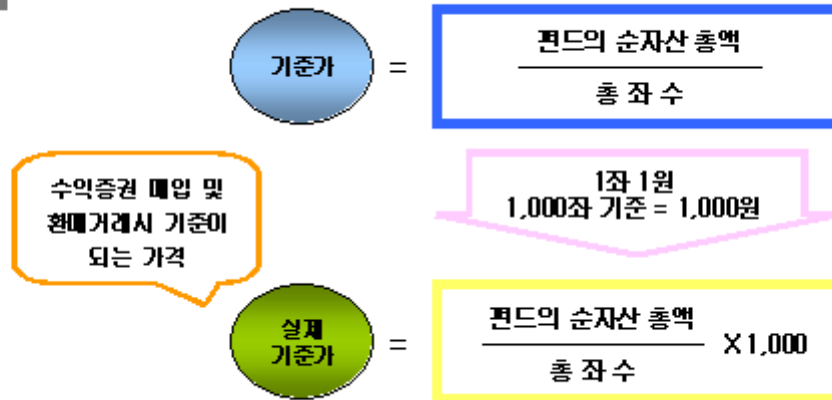 기준가
=
펀드의 순자산 총액
총 좌 수
수익증권 매입 및
환매거래시 기준이
되는 가격
1좌 1원
1,000좌 기준 = 1,000원
실제
기준가
=
펀드의 순자산 총액
총 좌 수
X 1,000